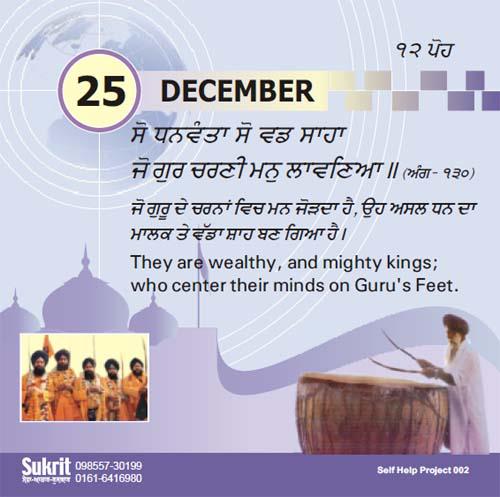 ੧੨ ਪੋਹ
25 DECEMBER
ਸੋ ਧਨਵੰਤਾ ਸੋ ਵਡ ਸਾਹਾ
ਜੋ ਗੁਰ ਚਰਣੀ ਮਨੁ ਲਾਵਣਿਆ ॥ (ਅੰਗ - ੧੩੦)
ਜੋ ਗੁਰੂ ਦੇ ਚਰਨਾਂ ਵਿਚ ਮਨ ਜੋੜਦਾ ਹੈ, ਉਹ ਅਸਲ ਧਨ ਦਾ
ਮਾਲਕ ਤੇ ਵੱਡਾ ਸ਼ਾਹ ਬਣ ਗਿਆ ਹੈ।
They are wealthy, and mighty kings;
who center their minds on Guru's Feet.
Sukrit 098557-30199
0161-6416980
Self Help Project 002